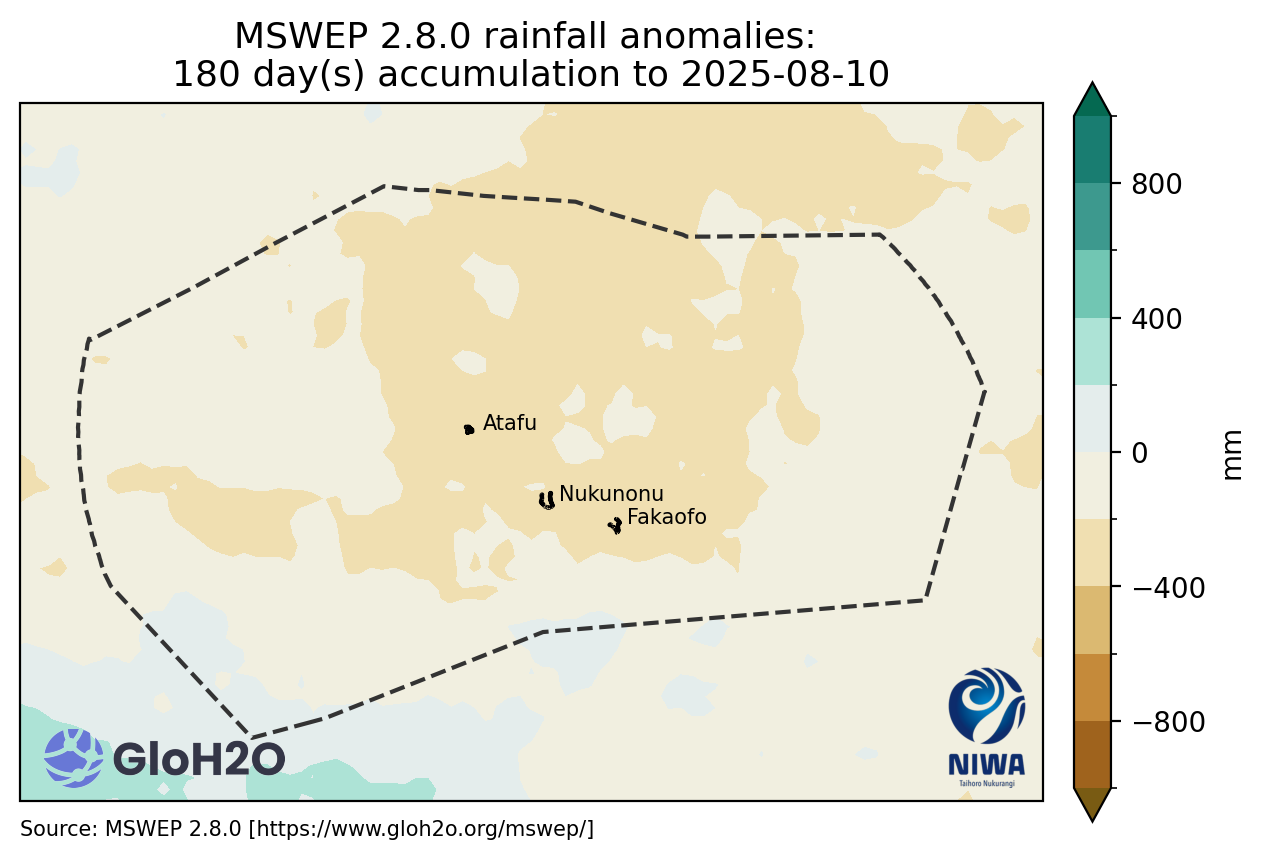 MSWEP 2.8.0 rainfall anomalies:
180 day(s) accumulation to 2025-08-10
800
400
0
−400
−800
mm
Atafu
Nukunonu
Fakaofo
GloH2O
NIWA
Taihoro Nukurangi
Source: MSWEP 2.8.0 [https://www.gloh2o.org/mswep/]